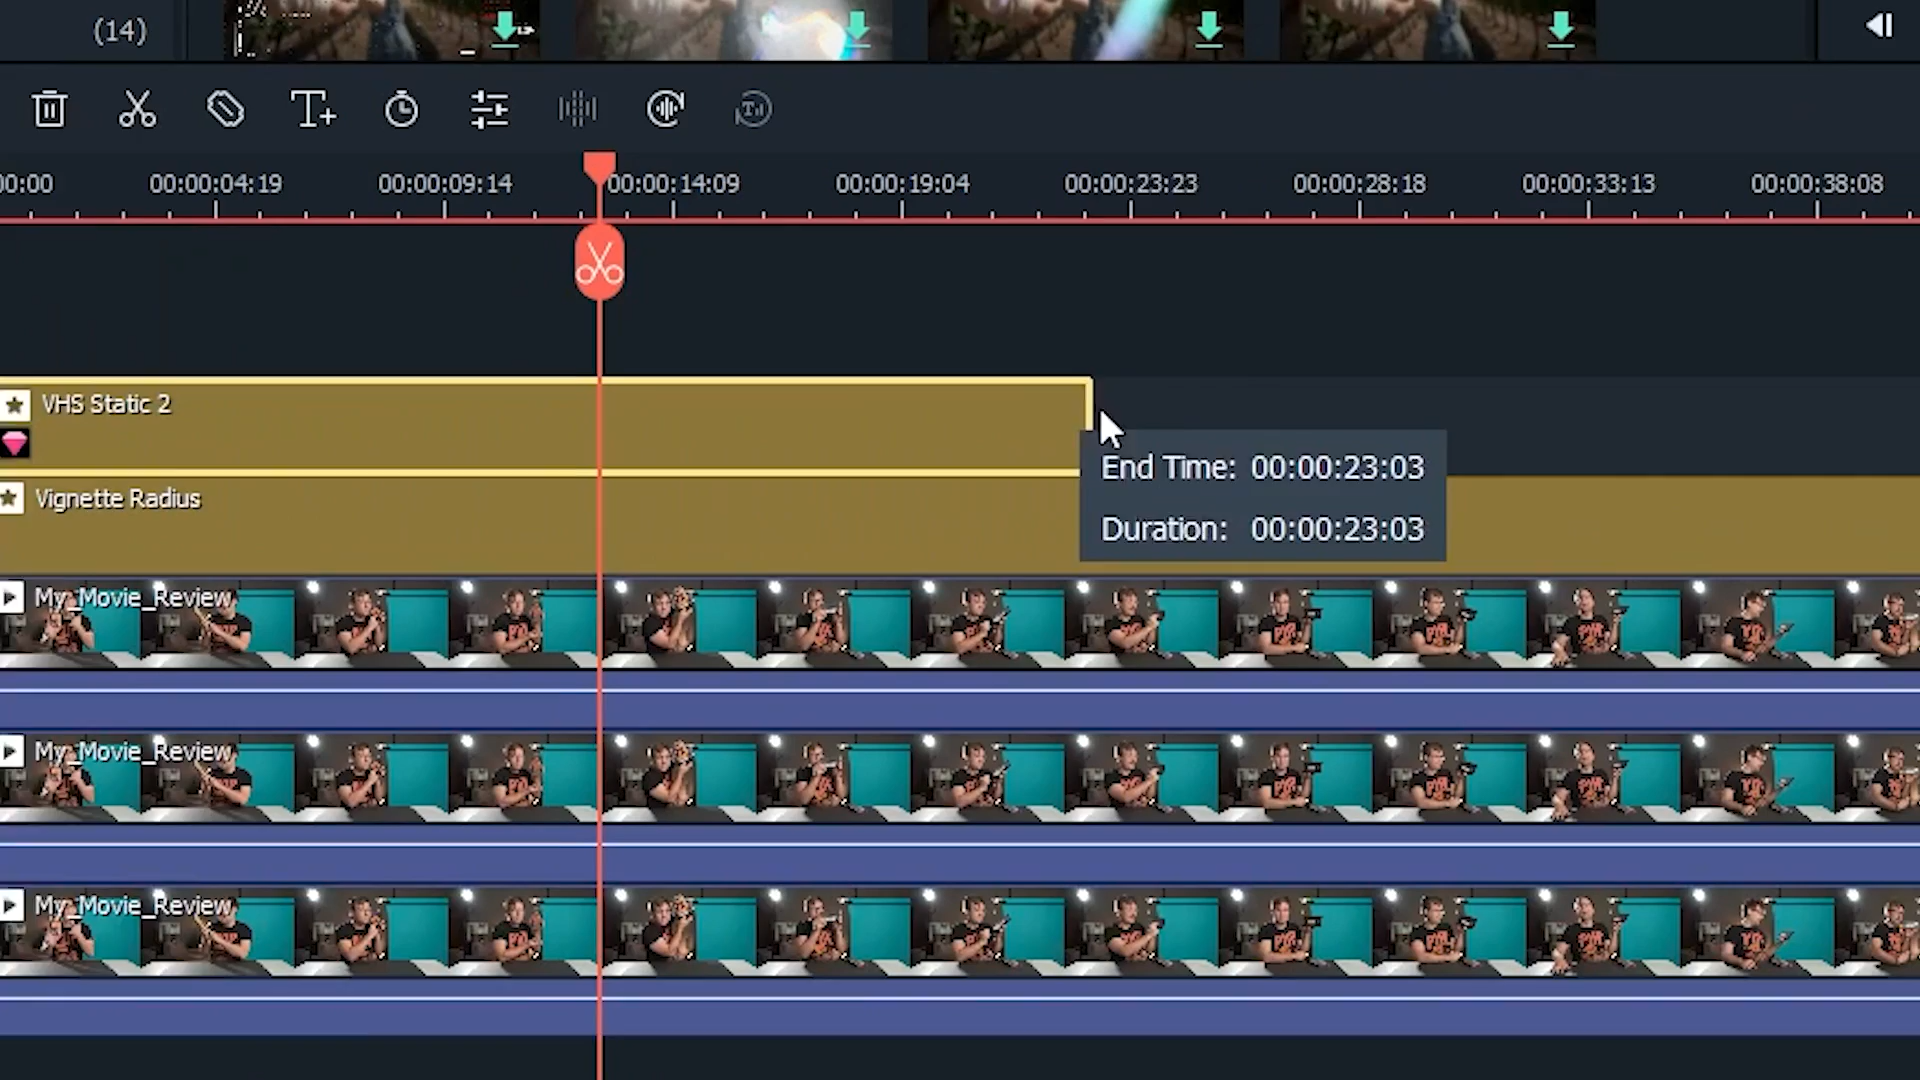 (14)
00:00 00:00:04:19 00:00:09:14 00:00:14:09 00:00:19:04 00:00:23:23 00:00:28:18 00:00:33:13 00:00:38:08
VHS Static 2
End Time: 00:00:23:03
Vignette Radius
Duration: 00:00:23:03
My_Movie_Review
My_Movie_Review
My_Movie_Review